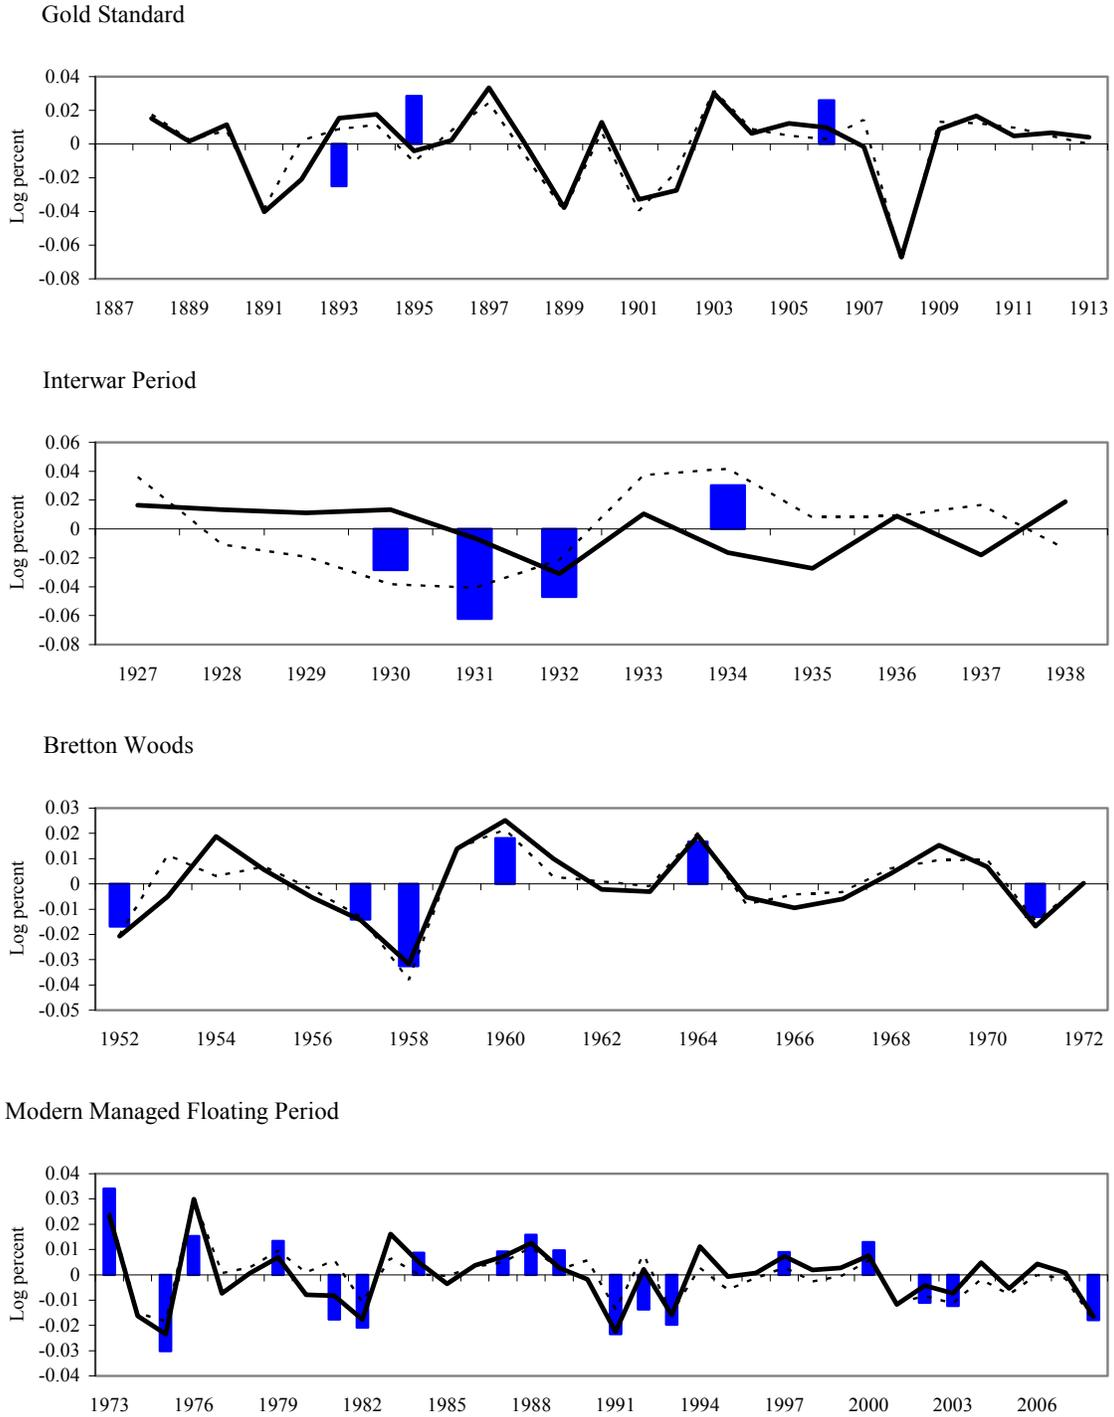 Gold Standard
0.04
0.02
0
-0.02
-0.04
-0.06
-0.08
Log percent
1887 1889 1891 1893 1895 1897 1899 1901 1903 1905 1907 1909 1911 1913
Interwar Period
0.06
0.04
0.02
0
-0.02
-0.04
-0.06
-0.08
Log percent
1927 1928 1929 1930 1931 1932 1933 1934 1935 1936 1937 1938
Bretton Woods
0.03
0.02
0.01
0
-0.01
-0.02
-0.03
-0.04
-0.05
Log percent
1952 1954 1956 1958 1960 1962 1964 1966 1968 1970 1972
Modern Managed Floating Period
0.04
0.03
0.02
0.01
0
-0.01
-0.02
-0.03
-0.04
Log percent
1973 1976 1979 1982 1985 1988 1991 1994 1997 2000 2003 2006